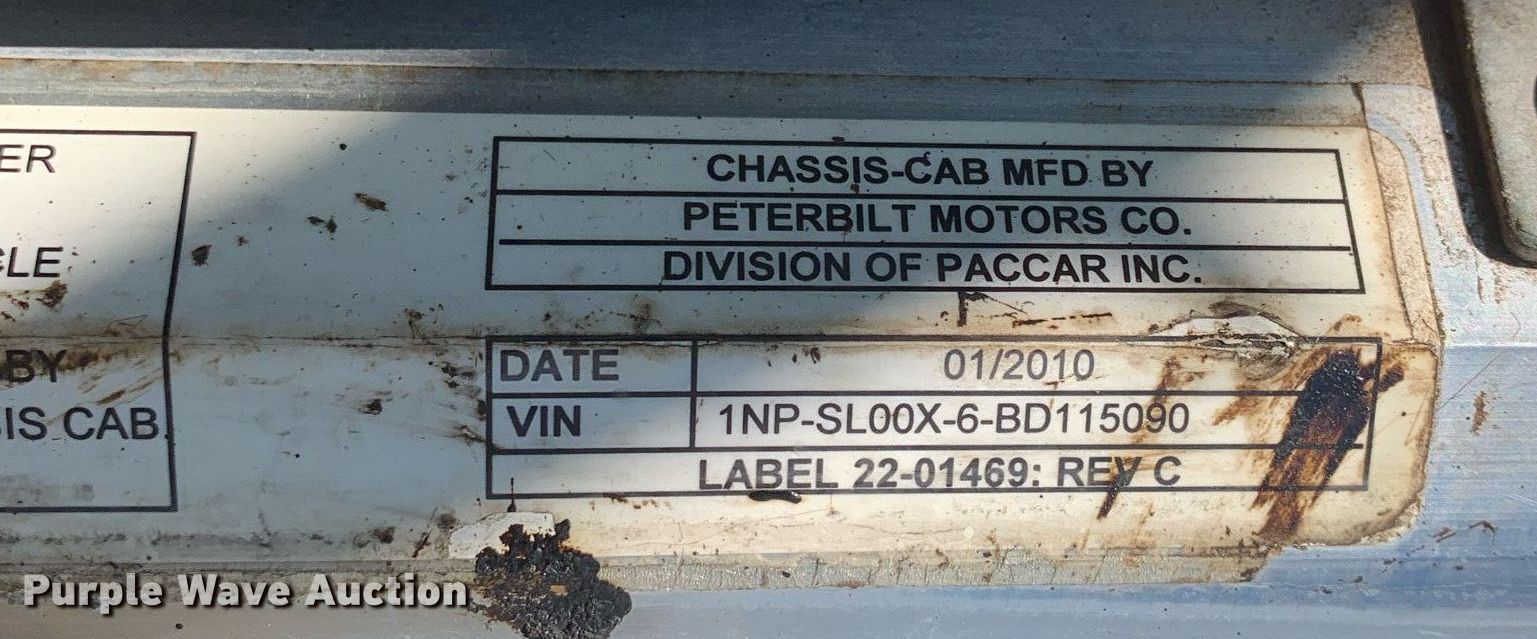 ER
CLE
BY
IS CAB
CHASSIS-CAB MFD BY
PETERBILT MOTORS CO.
DIVISION OF PACCAR INC.
DATE 01/2010
VIN 1NP-SL00X-6-BD115090
LABEL 22-01469: REV C
Purple Wave Auction